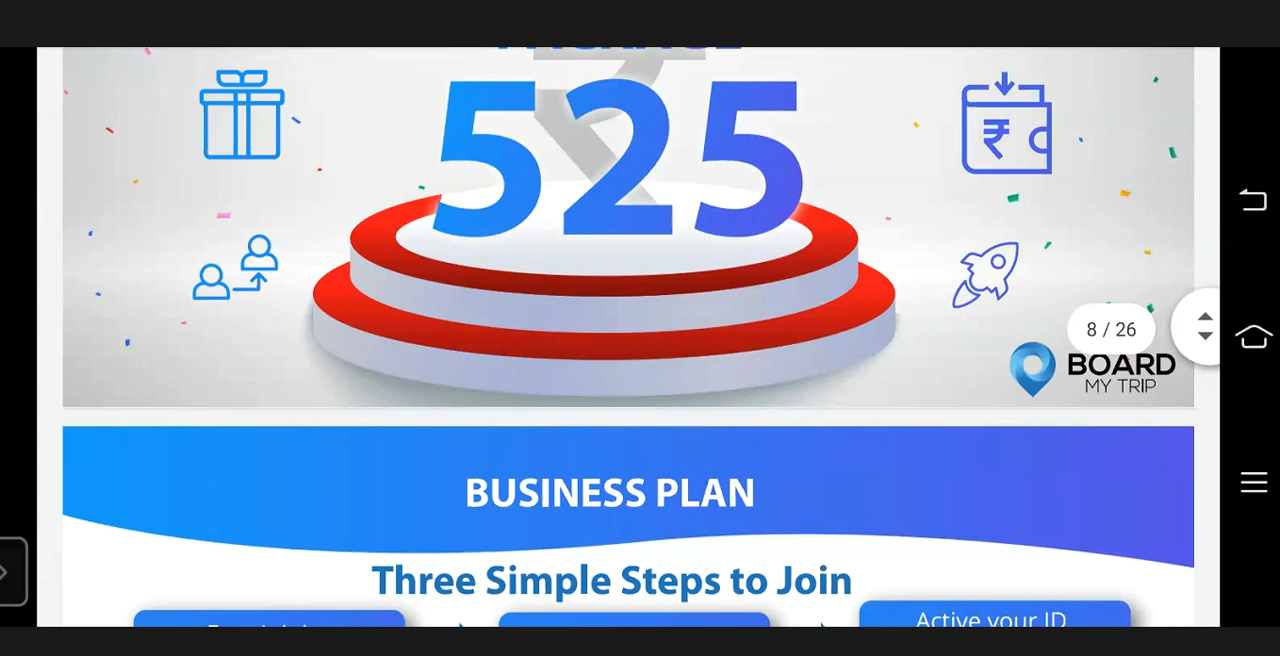 525
₹
8 / 26
BOARD
MY TRIP
BUSINESS PLAN
Three Simple Steps to Join
Active your ID